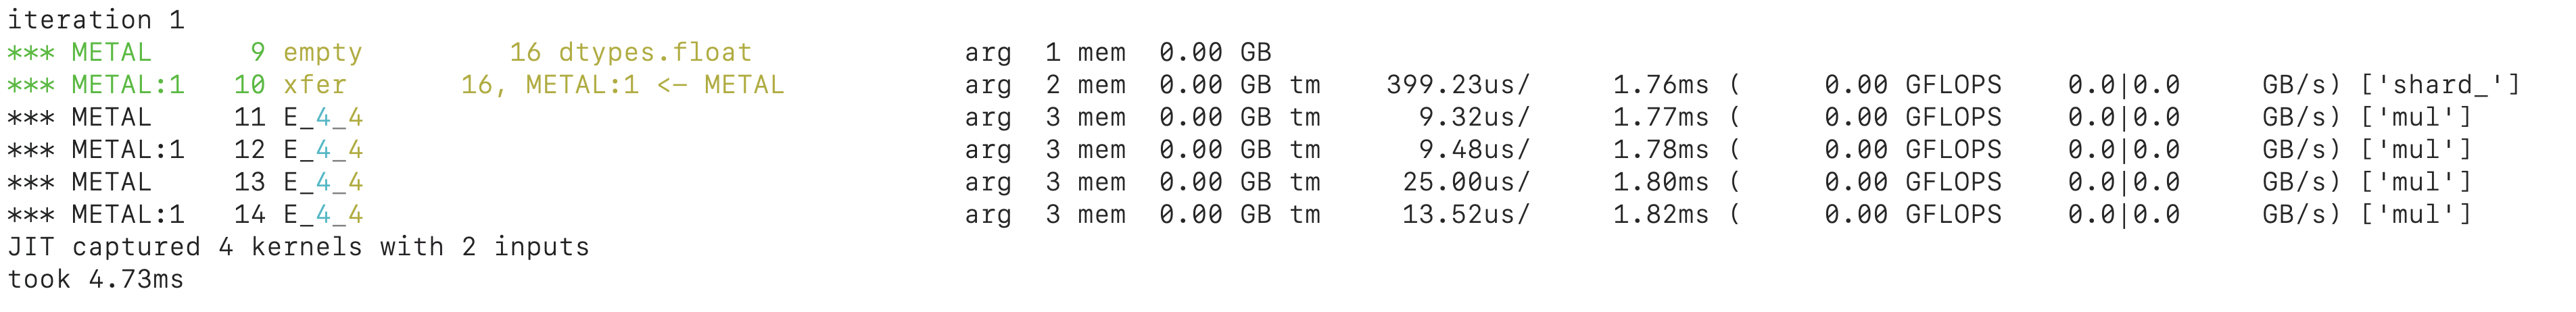 iteration 1
*** METAL      9 empty         16 dtypes.float             arg  1 mem  0.00 GB
*** METAL:1   10 xfer       16, METAL:1 <- METAL           arg  2 mem  0.00 GB tm    399.23us/     1.76ms (     0.00 GFLOPS    0.0|0.0     GB/s) ['shard_']
*** METAL     11 E_4_4                                     arg  3 mem  0.00 GB tm      9.32us/     1.77ms (     0.00 GFLOPS    0.0|0.0     GB/s) ['mul']
*** METAL:1   12 E_4_4                                     arg  3 mem  0.00 GB tm      9.48us/     1.78ms (     0.00 GFLOPS    0.0|0.0     GB/s) ['mul']
*** METAL     13 E_4_4                                     arg  3 mem  0.00 GB tm     25.00us/     1.80ms (     0.00 GFLOPS    0.0|0.0     GB/s) ['mul']
*** METAL:1   14 E_4_4                                     arg  3 mem  0.00 GB tm     13.52us/     1.82ms (     0.00 GFLOPS    0.0|0.0     GB/s) ['mul']
JIT captured 4 kernels with 2 inputs
took 4.73ms